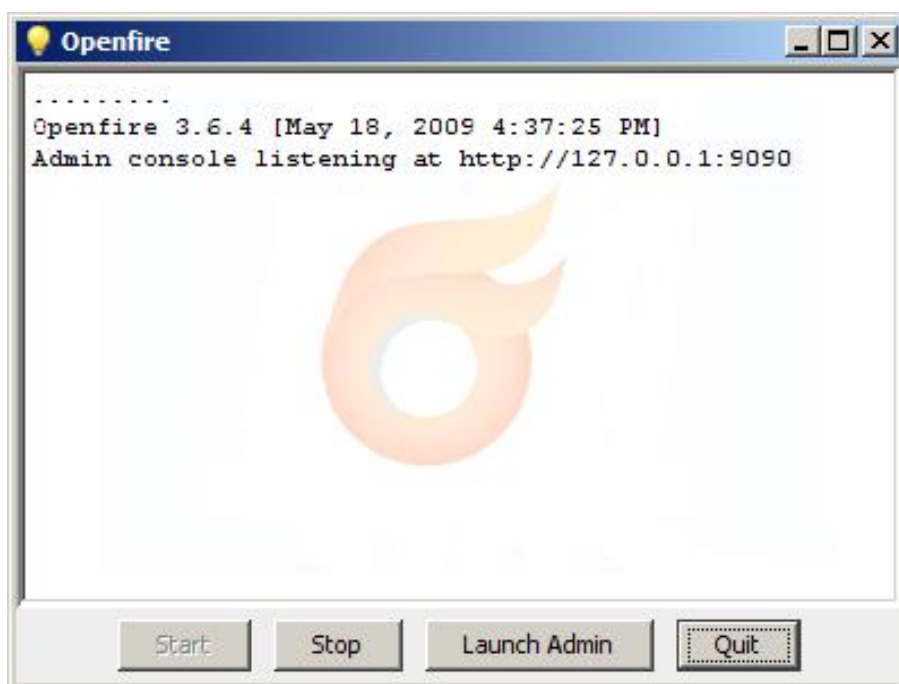 Openfire
.........
Openfire 3.6.4 [May 18, 2009 4:37:25 PM]
Admin console listening at http://127.0.0.1:9090
Start Stop Launch Admin Quit